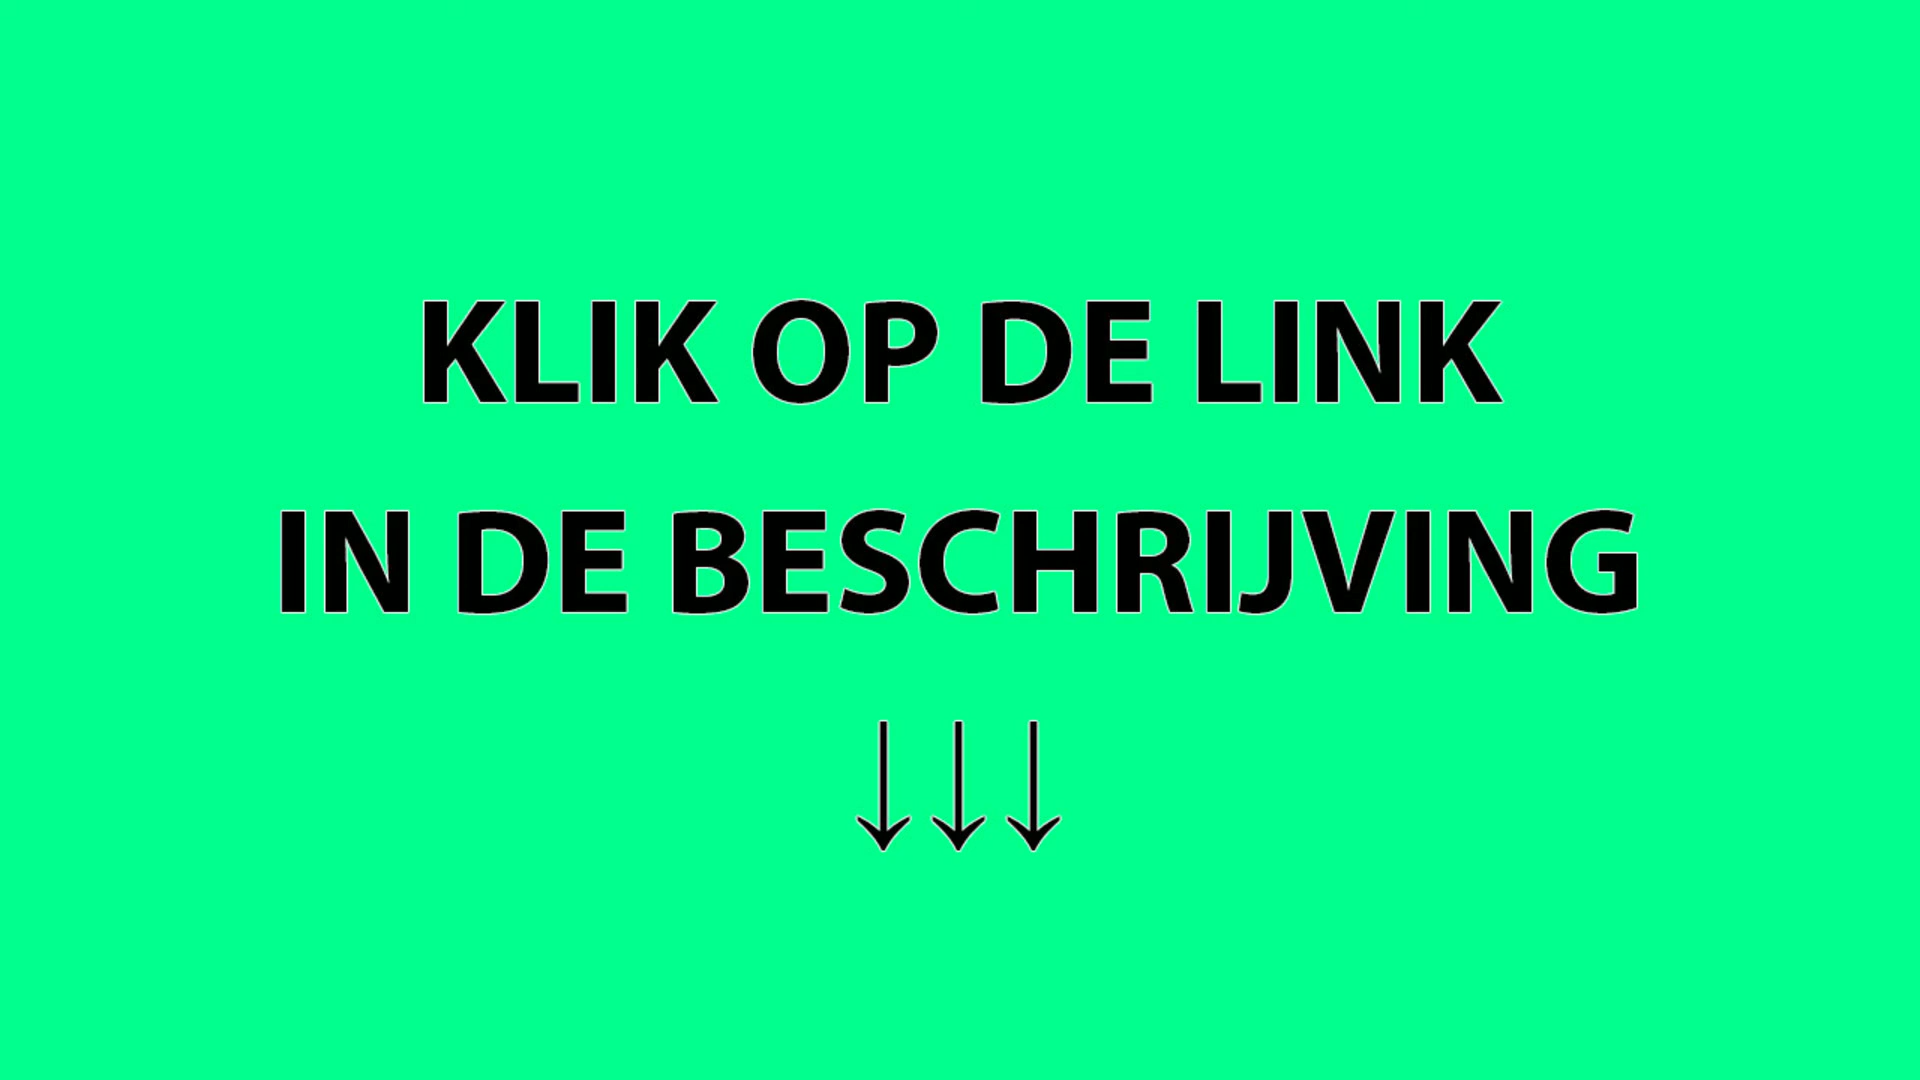 KLIK OP DE LINK
IN DE BESCHRIJVING
↓↓↓